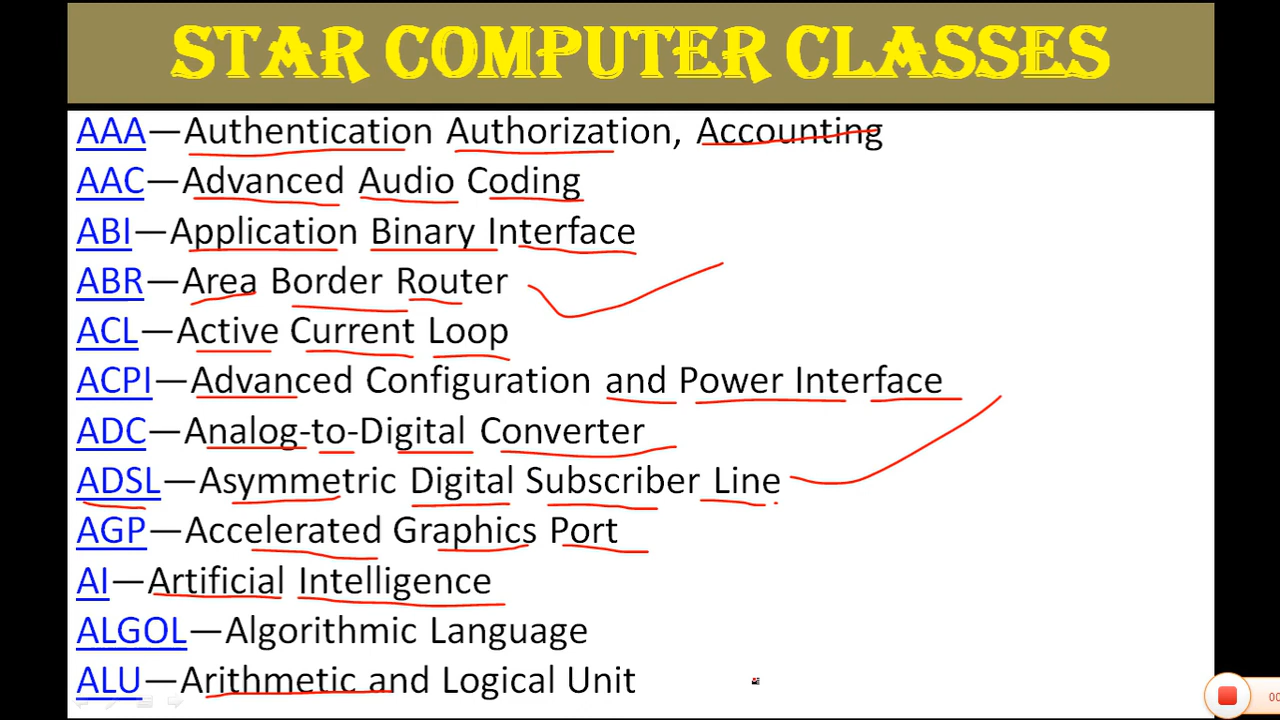 STAR COMPUTER CLASSES
AAA—Authentication Authorization, Accounting
AAC—Advanced Audio Coding
ABI—Application Binary Interface
ABR—Area Border Router
ACL—Active Current Loop
ACPI—Advanced Configuration and Power Interface
ADC—Analog-to-Digital Converter
ADSL—Asymmetric Digital Subscriber Line
AGP—Accelerated Graphics Port
AI—Artificial Intelligence
ALGOL—Algorithmic Language
ALU—Arithmetic and Logical Unit
00